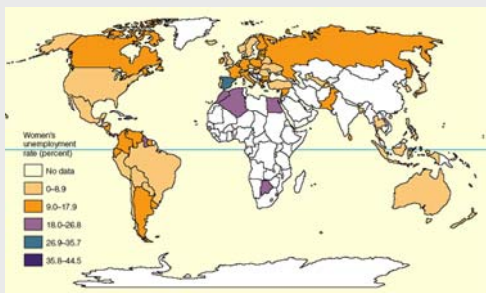 Women's
unemployment
rate (percent)
No data
0–8.9
9.0–17.9
18.0–26.8
26.9–35.7
35.8–44.5